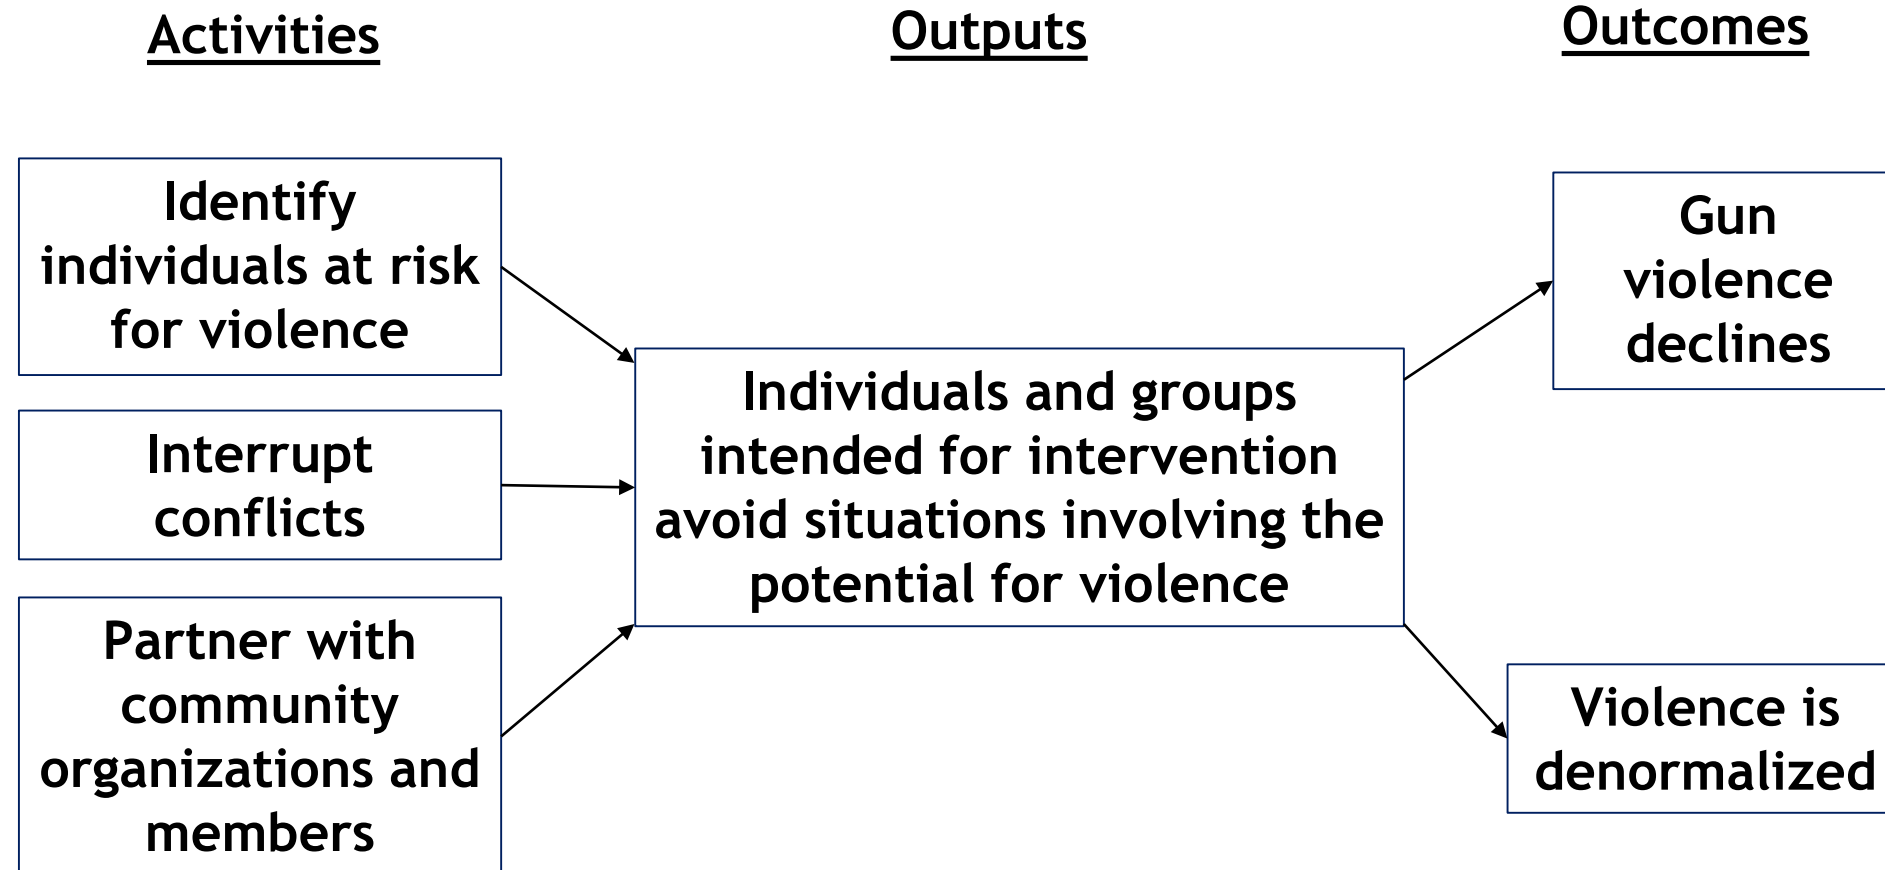 Activities
Outputs
Outcomes
Identify
individuals at risk
for violence
Interrupt
conflicts
Partner with
community
organizations and
members
Individuals and groups
intended for intervention
avoid situations involving the
potential for violence
Gun
violence
declines
Violence is
denormalized